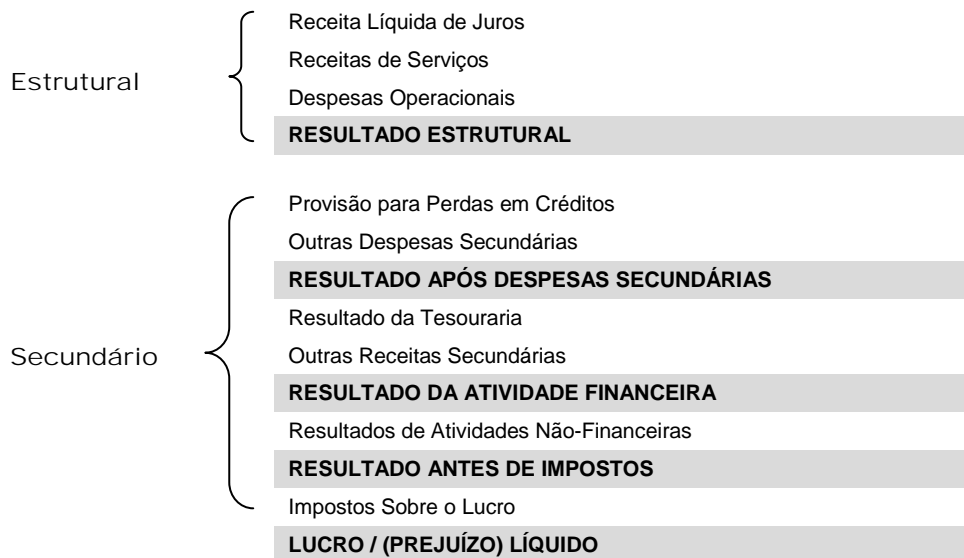 Estrutural
Receita Líquida de Juros
Receitas de Serviços
Despesas Operacionais
RESULTADO ESTRUTURAL
Secundário
Provisão para Perdas em Créditos
Outras Despesas Secundárias
RESULTADO APÓS DESPESAS SECUNDÁRIAS
Resultado da Tesouraria
Outras Receitas Secundárias
RESULTADO DA ATIVIDADE FINANCEIRA
Resultados de Atividades Não-Financeiras
RESULTADO ANTES DE IMPOSTOS
Impostos Sobre o Lucro
LUCRO / (PREJUÍZO) LÍQUIDO